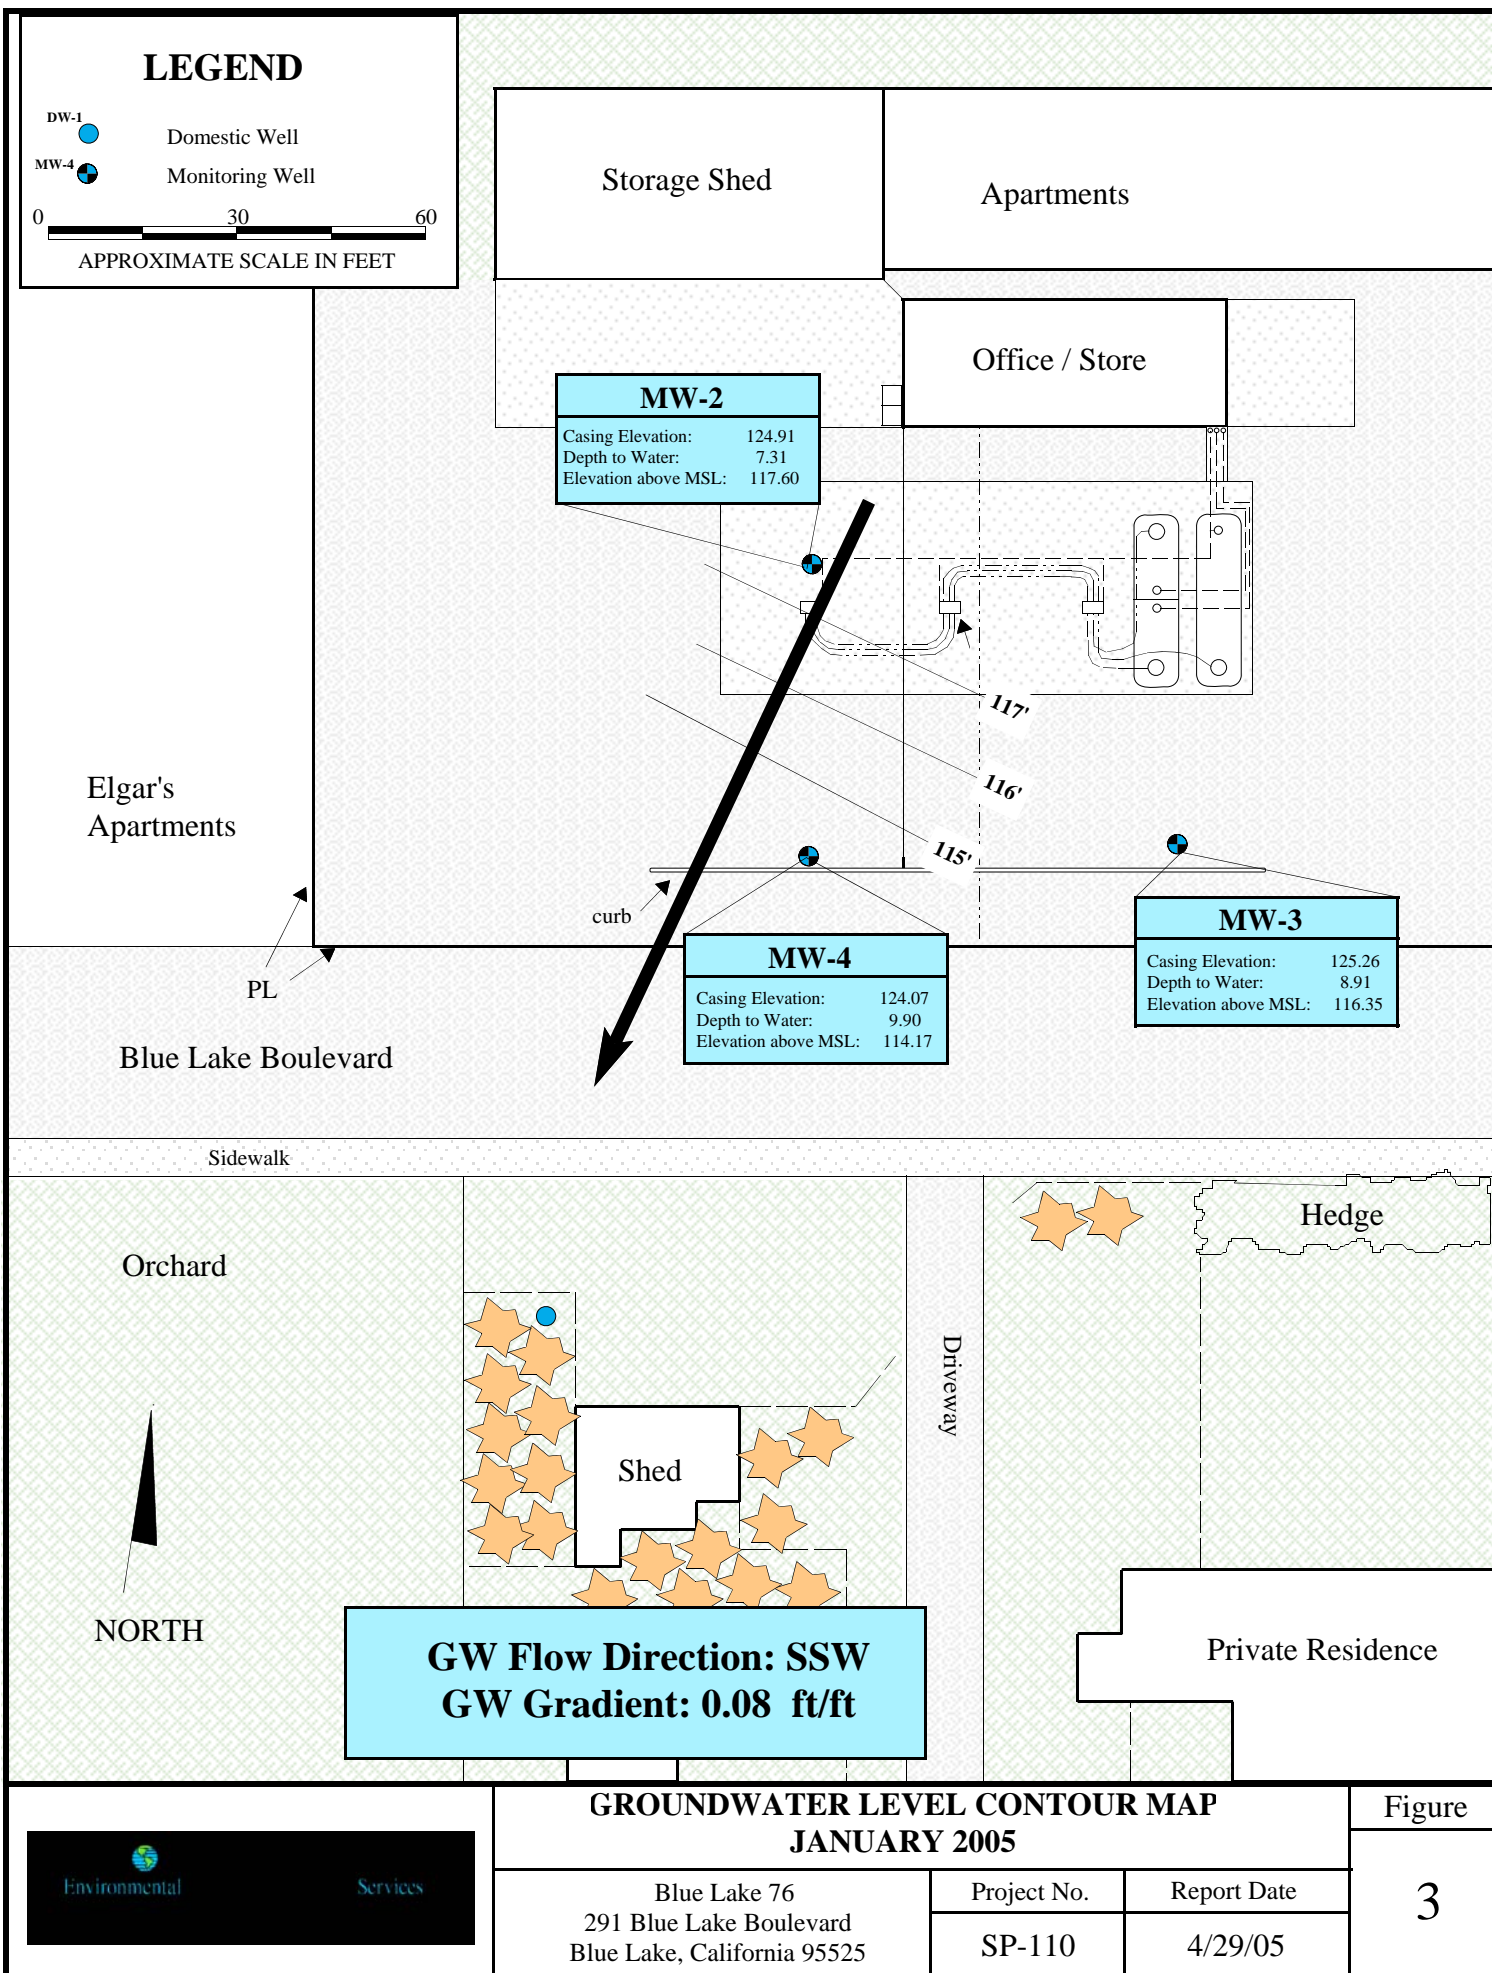 LEGEND
DW-1
Domestic Well
MW-4
Monitoring Well
0 30 60
APPROXIMATE SCALE IN FEET
Storage Shed
Apartments
Office / Store
MW-2
Casing Elevation: 124.91
Depth to Water: 7.31
Elevation above MSL: 117.60
117'
116'
115'
Elgar's
Apartments
curb
PL
MW-4
Casing Elevation: 124.07
Depth to Water: 9.90
Elevation above MSL: 114.17
MW-3
Casing Elevation: 125.26
Depth to Water: 8.91
Elevation above MSL: 116.35
Blue Lake Boulevard
Sidewalk
Orchard
Hedge
Driveway
Shed
NORTH
Private Residence
GW Flow Direction: SSW
GW Gradient: 0.08 ft/ft
Environmental Services
GROUNDWATER LEVEL CONTOUR MAP
JANUARY 2005
Blue Lake 76
291 Blue Lake Boulevard
Blue Lake, California 95525
Project No.
SP-110
Report Date
4/29/05
Figure
3